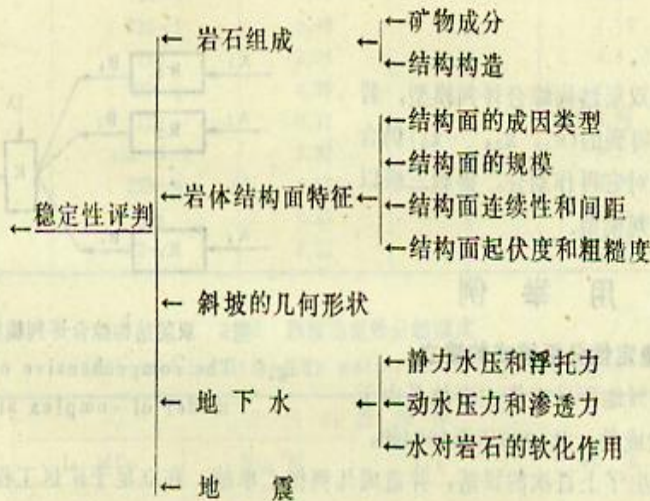 ←矿物成分
←岩石组成
←结构构造
←结构面的成因类型
←结构面的规模
←岩体结构面特征
←结构面连续性和间距
←稳定性评判
←结构面起伏度和粗糙度
←斜坡的几何形状
←静力水压和浮托力
←地下水
←动水压力和渗透力
←水对岩石的软化作用
←地震